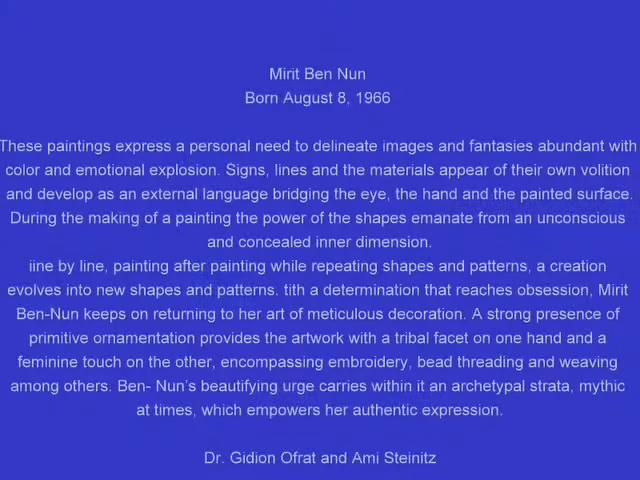 Mirit Ben Nun
Born August 8, 1966
These paintings express a personal need to delineate images and fantasies abundant with
color and emotional explosion. Signs, lines and the materials appear of their own volition
and develop as an external language bridging the eye, the hand and the painted surface.
During the making of a painting the power of the shapes emanate from an unconscious
and concealed inner dimension.
iine by line, painting after painting while repeating shapes and patterns, a creation
evolves into new shapes and patterns. tith a determination that reaches obsession, Mirit
Ben-Nun keeps on returning to her art of meticulous decoration. A strong presence of
primitive ornamentation provides the artwork with a tribal facet on one hand and a
feminine touch on the other, encompassing embroidery, bead threading and weaving
among others. Ben- Nun's beautifying urge carries within it an archetypal strata, mythic
at times, which empowers her authentic expression.
Dr. Gidion Ofrat and Ami Steinitz